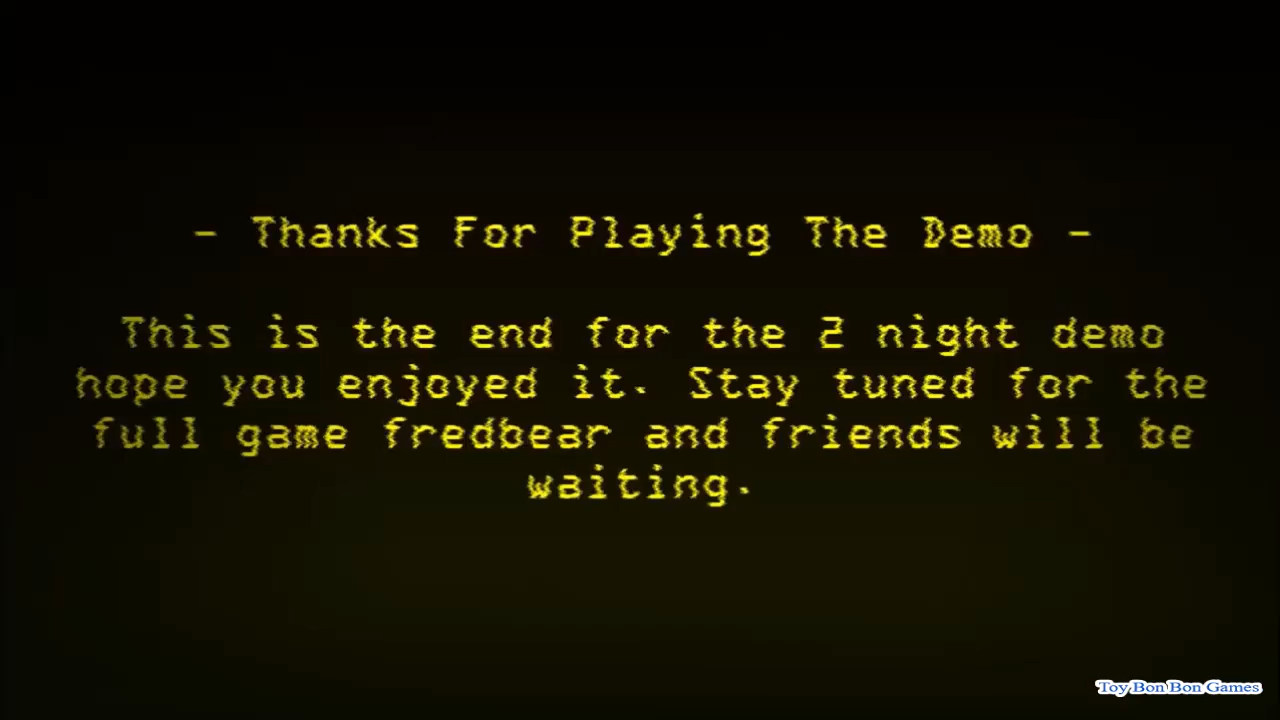 - Thanks For Playing The Demo -
This is the end for the 2 night demo
hope you enjoyed it. Stay tuned for the
full game fredbear and friends will be
waiting.
Toy Bon Bon Games